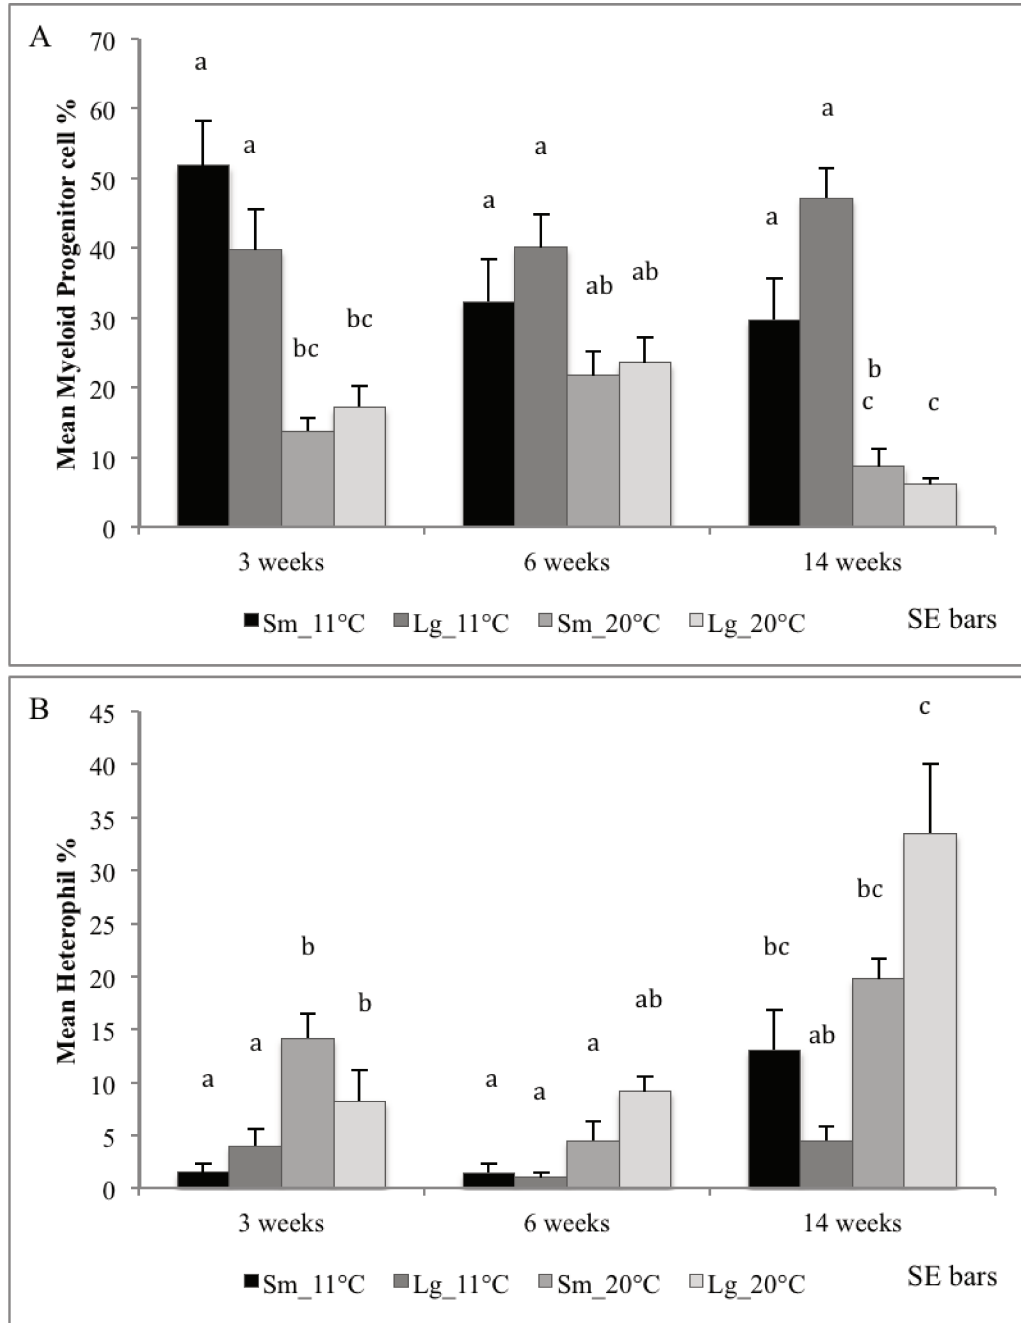 A
Mean Myeloid Progenitor cell %
70
60
50
40
30
20
10
0
a
a
bc
bc
a
a
ab
ab
a
a
b
c
c
3 weeks 6 weeks 14 weeks
Sm_11°C Lg_11°C Sm_20°C Lg_20°C SE bars
B
Mean Heterophil %
45
40
35
30
25
20
15
10
5
0
a
a
b
b
a
a
a
ab
bc
ab
bc
c
3 weeks 6 weeks 14 weeks
Sm_11°C Lg_11°C Sm_20°C Lg_20°C SE bars